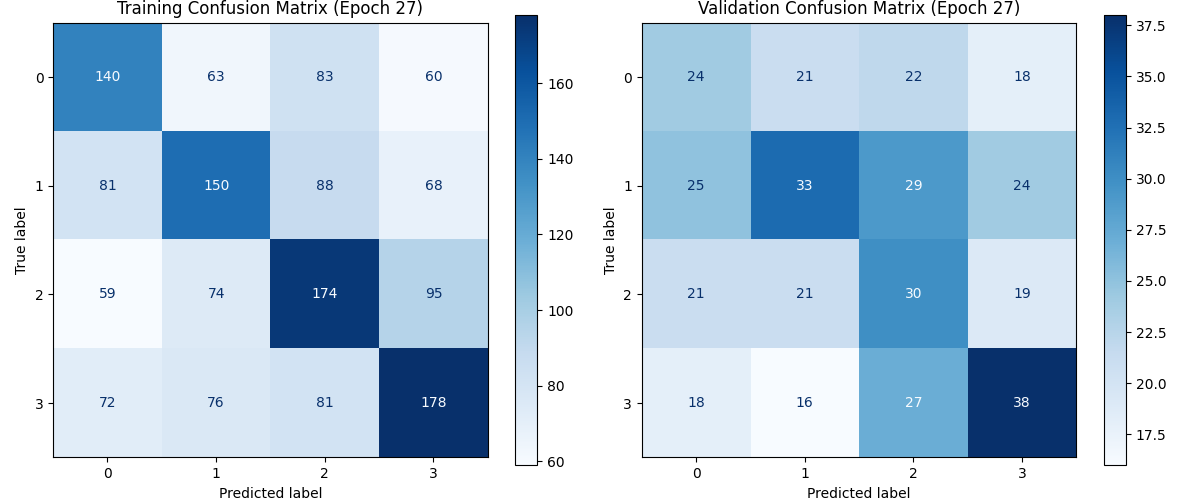 Training Confusion Matrix (Epoch 27)
0 140 63 83 60
1 81 150 88 68
2 59 74 174 95
3 72 76 81 178
0 1 2 3
True label
Predicted label
160
140
120
100
80
60
Validation Confusion Matrix (Epoch 27)
0 24 21 22 18
1 25 33 29 24
2 21 21 30 19
3 18 16 27 38
0 1 2 3
True label
Predicted label
37.5
35.0
32.5
30.0
27.5
25.0
22.5
20.0
17.5